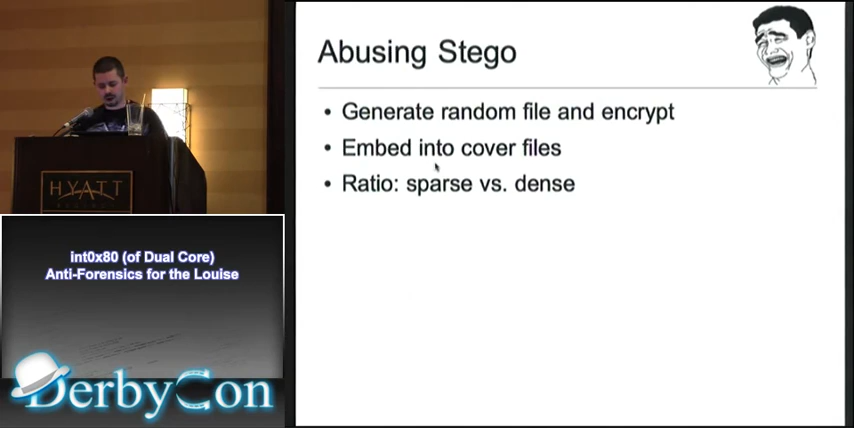 Abusing Stego
• Generate random file and encrypt
• Embed into cover files
• Ratio: sparse vs. dense
HYATT
int0x80 (of Dual Core)
Anti-Forensics for the Louise
DerbyCon